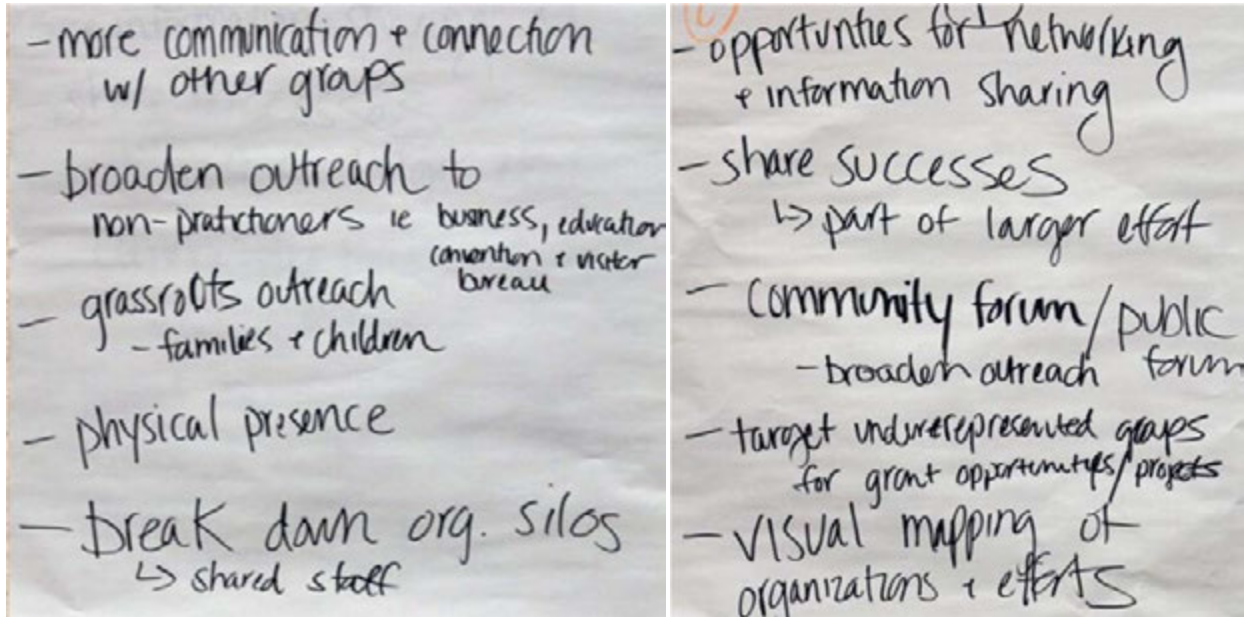 - more communication + connection
w/ other groups
- broaden outreach to
non-pratictioners ie business, education
convention + visitor
bureau
- grassroots outreach
- families + children
- physical presence
- break down org. silos
↳ shared staff
- opportunties for networking
+ information sharing
- share successes
↳ part of larger effort
- community forum / public
forum
- broaden outreach
- target underrepresented groups
for grant opportunities / projects
- visual mapping of
organizations + efforts